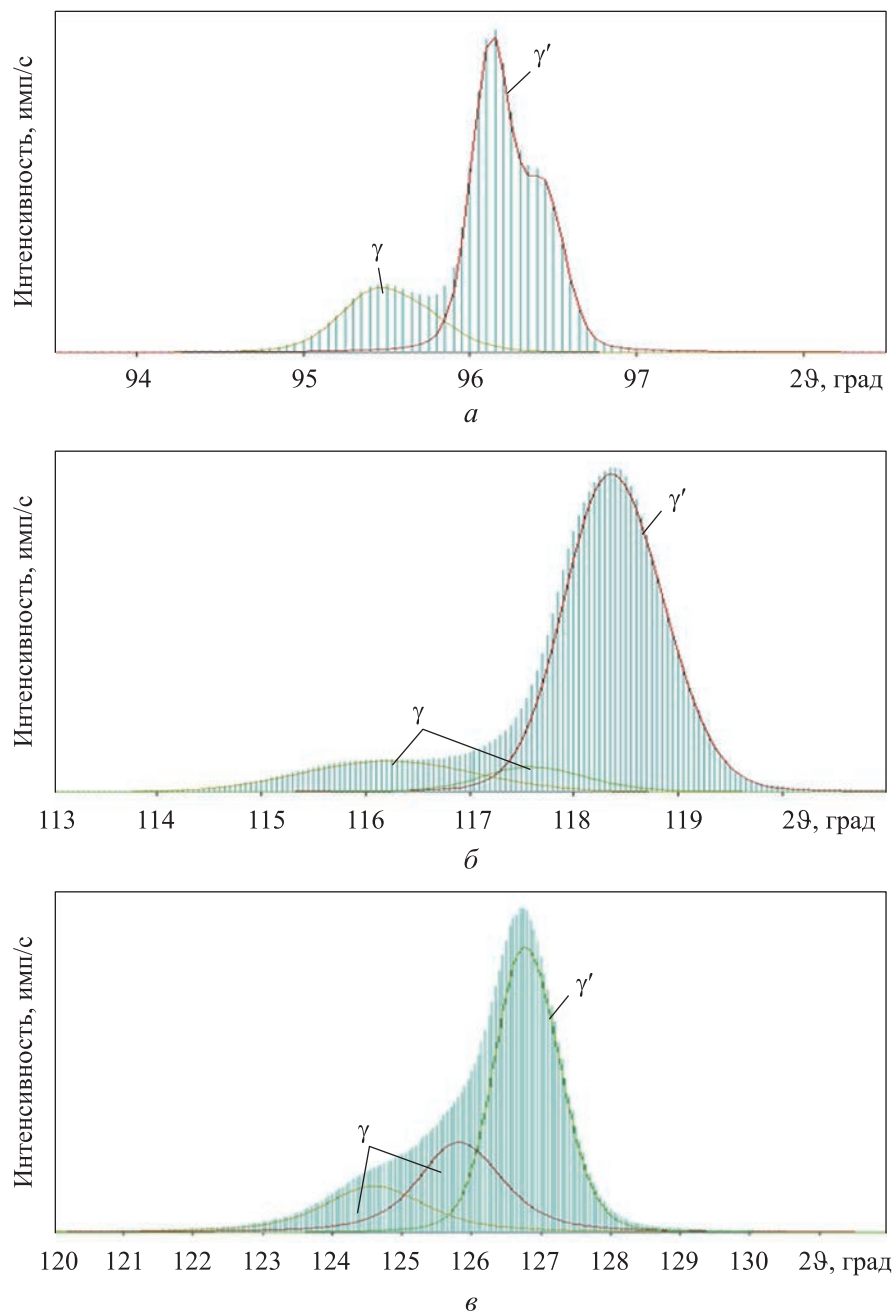 Интенсивность, имп/с
γ
γ′
94 95 96 97 2ϑ, град
а
Интенсивность, имп/с
γ
γ′
113 114 115 116 117 118 119 2ϑ, град
б
Интенсивность, имп/с
γ
γ′
120 121 122 123 124 125 126 127 128 129 130 2ϑ, град
в